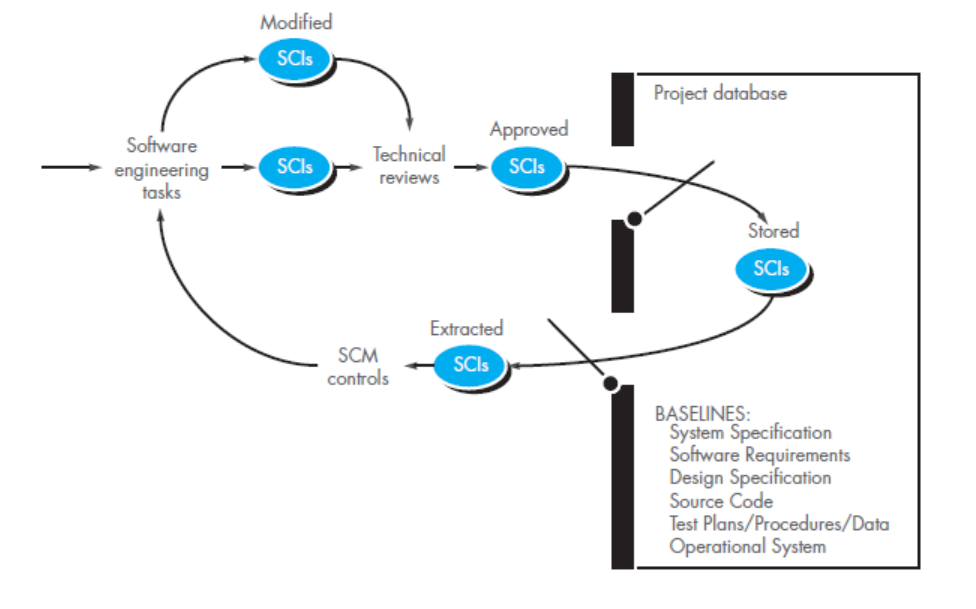 Modified
SCIs
Project database
Approved
Software
engineering
tasks
SCIs
Technical
reviews
SCIs
Stored
SCIs
Extracted
SCM
controls
SCIs
BASELINES:
System Specification
Software Requirements
Design Specification
Source Code
Test Plans/Procedures/Data
Operational System